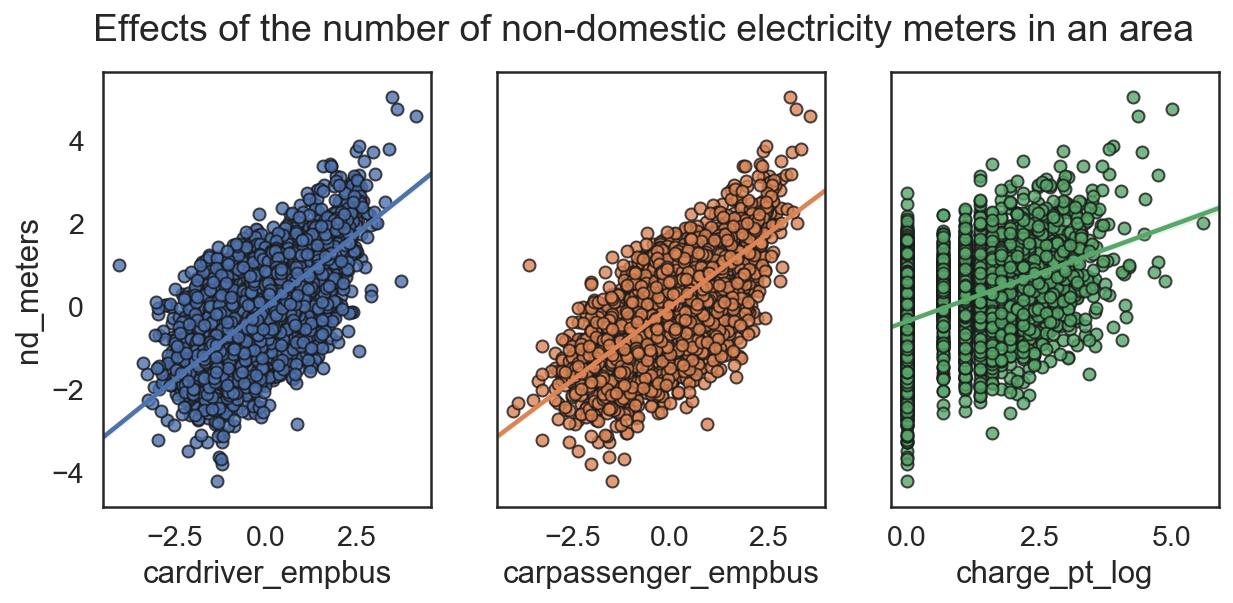 Effects of the number of non-domestic electricity meters in an area
nd_meters
4
2
0
−2
−4
−2.5 0.0 2.5
cardriver_empbus
−2.5 0.0 2.5
carpassenger_empbus
0.0 2.5 5.0
charge_pt_log